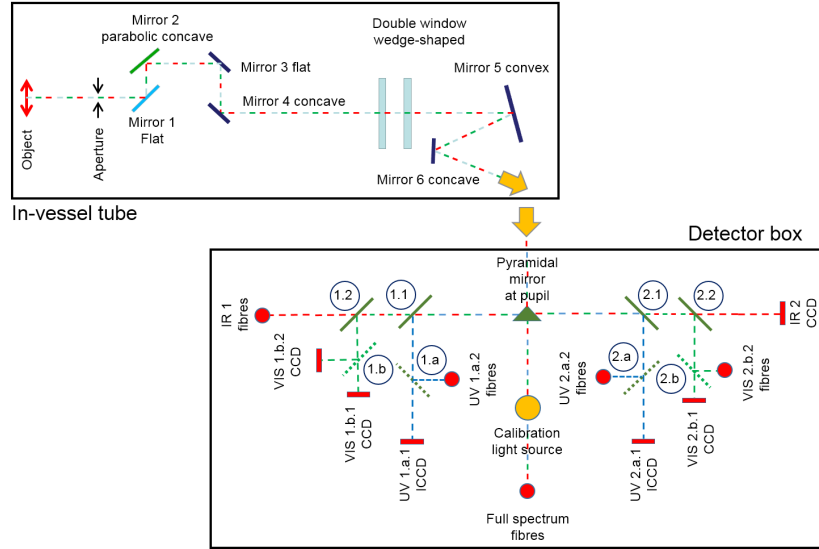 Mirror 2
parabolic concave
Double window
wedge-shaped
Mirror 3 flat
Mirror 5 convex
Mirror 4 concave
Mirror 1
Flat
Object
Aperture
Mirror 6 concave
In-vessel tube
Detector box
Pyramidal
mirror
at pupil
1.2
1.1
2.1
2.2
IR 1
fibres
IR 2
CCD
VIS 1.b.2
CCD
1.b
1.a
UV 1.a.2
fibres
UV 2.a.2
fibres
2.a
2.b
VIS 2.b.2
fibres
VIS 1.b.1
CCD
UV 1.a.1
ICCD
Calibration
light source
UV 2.a.1
ICCD
VIS 2.b.1
CCD
Full spectrum
fibres